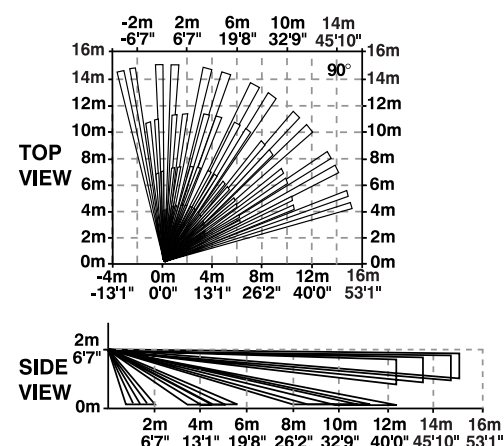 -2m 2m 6m 10m 14m
-6'7" 6'7" 19'8" 32'9" 45'10"
16m 16m
90°
14m 14m
12m 12m
10m 10m
TOP
VIEW
8m 8m
6m 6m
4m 4m
2m 2m
0m 0m
-4m 0m 4m 8m 12m 16m
-13'1" 0'0" 13'1" 26'2" 40'0" 53'1"
2m
6'7"
SIDE
VIEW
0m
2m 4m 6m 8m 10m 12m 14m 16m
6'7" 13'1" 19'8" 26'2" 32'9" 40'0" 45'10" 53'1"